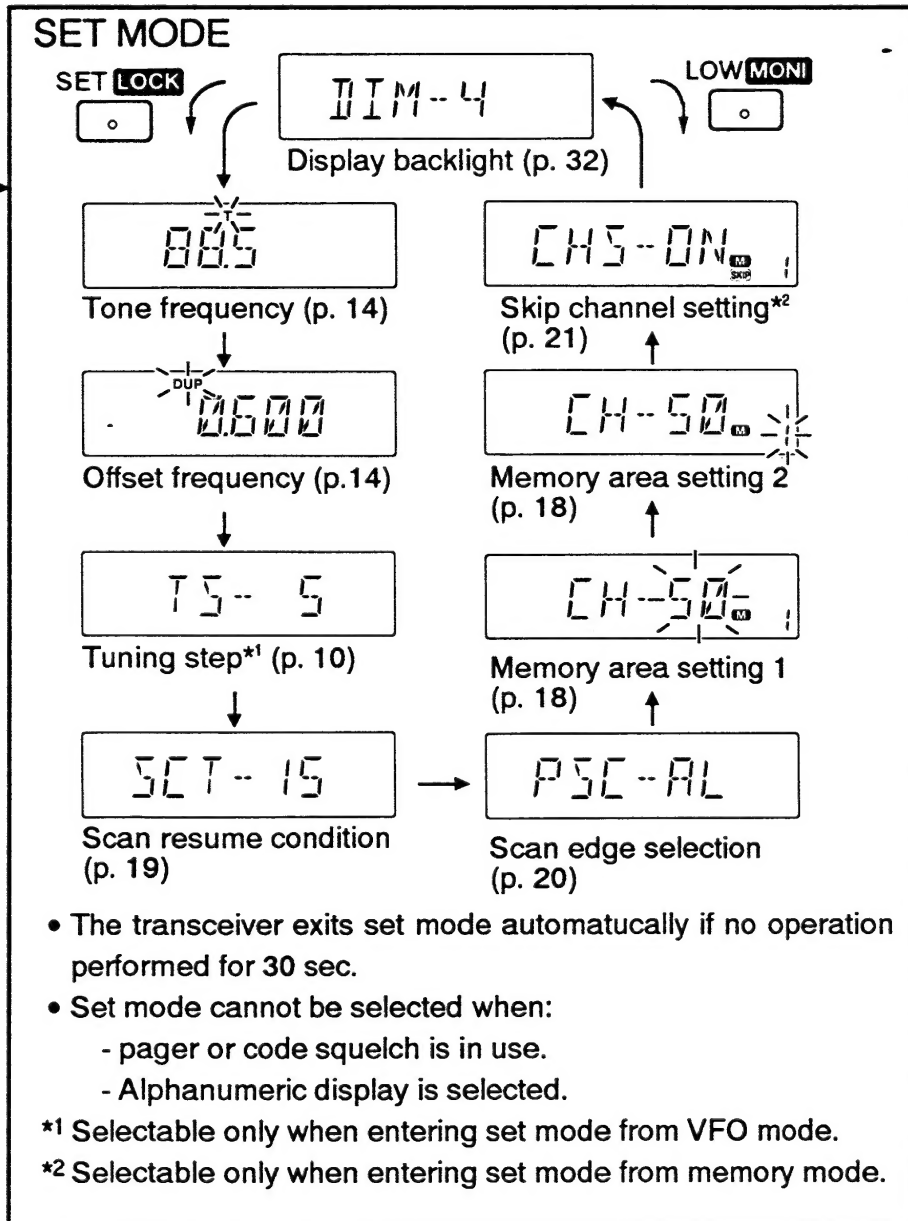 SET MODE
SET LOCK
DIM--4
LOW MONI
Display backlight (p. 32)
T
88.5
Tone frequency (p. 14)
DUP
0.600
Offset frequency (p.14)
TS-- 5
Tuning step*1 (p. 10)
SCT--15
Scan resume condition
(p. 19)
PSC-AL
Scan edge selection
(p. 20)
CH--50 M 1
Memory area setting 1
(p. 18)
CH--50 M 1
Memory area setting 2
(p. 18)
CHS-ON M SKIP 1
Skip channel setting*2
(p. 21)
• The transceiver exits set mode automatucally if no operation
performed for 30 sec.
• Set mode cannot be selected when:
- pager or code squelch is in use.
- Alphanumeric display is selected.
*1 Selectable only when entering set mode from VFO mode.
*2 Selectable only when entering set mode from memory mode.